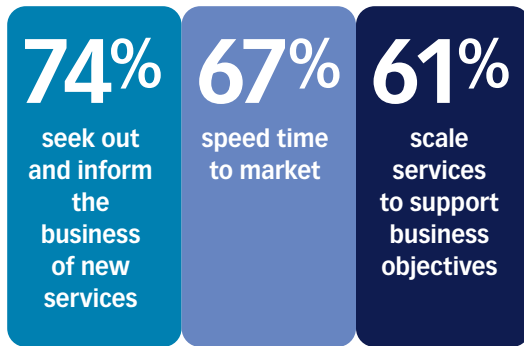 74%
seek out
and inform
the
business
of new
services
67%
speed time
to market
61%
scale
services
to support
business
objectives